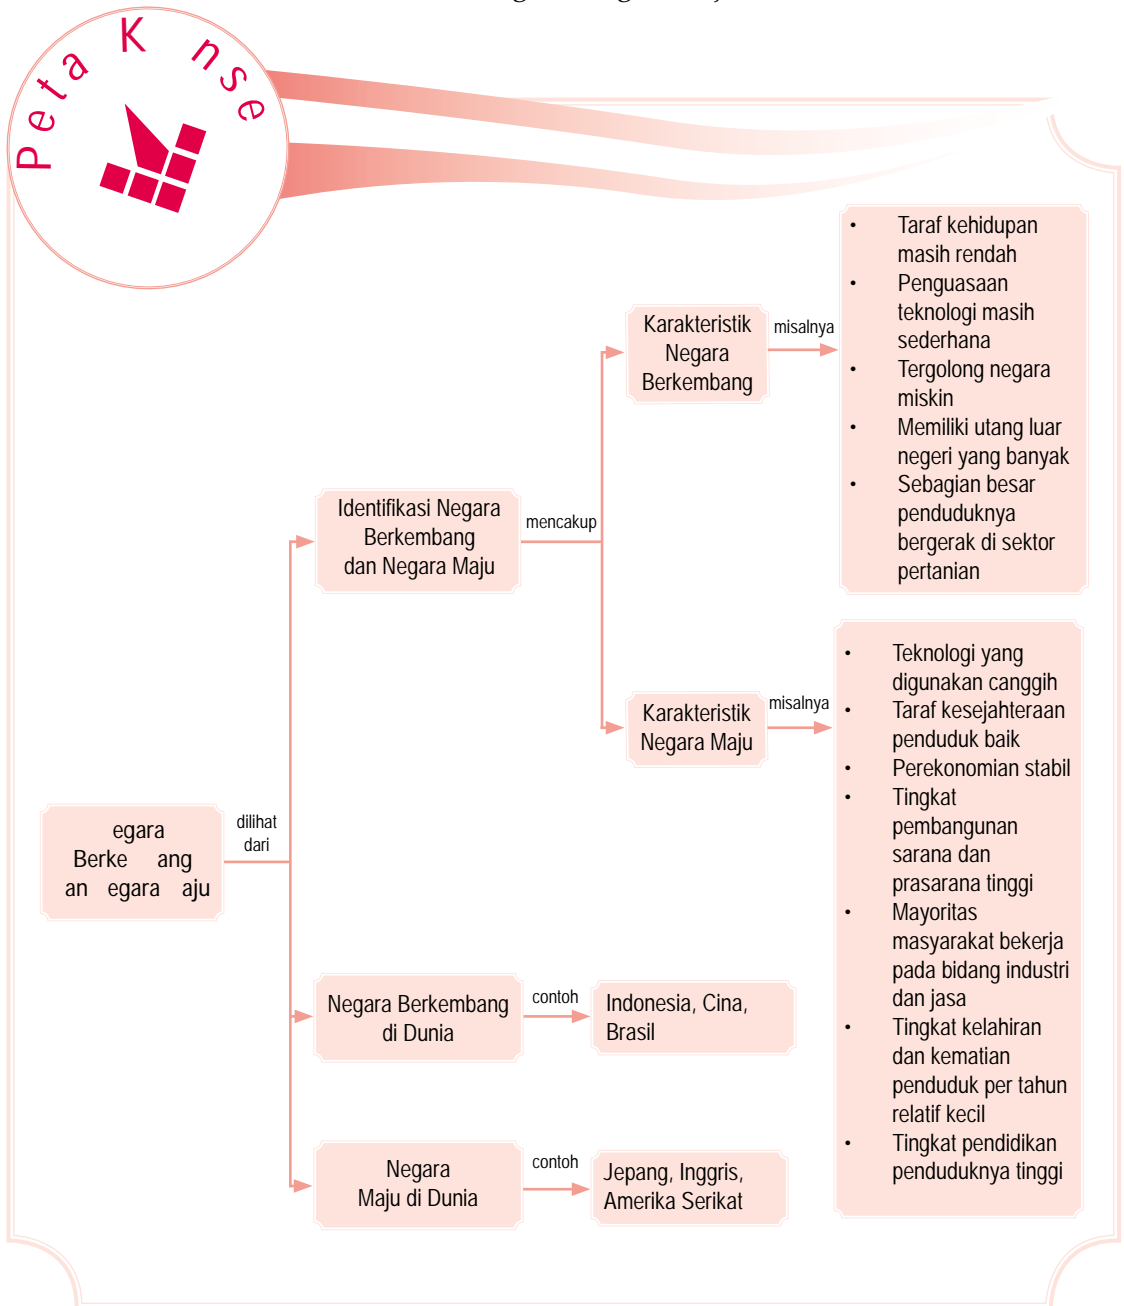 Peta K nse
Taraf kehidupan
masih rendah
Penguasaan
teknologi masih
sederhana
Tergolong negara
miskin
Memiliki utang luar
negeri yang banyak
Sebagian besar
penduduknya
bergerak di sektor
pertanian
Karakteristik
Negara
Berkembang
misalnya
Identifikasi Negara
Berkembang
dan Negara Maju
mencakup
Teknologi yang
digunakan canggih
Taraf kesejahteraan
penduduk baik
Perekonomian stabil
Tingkat
pembangunan
sarana dan
prasarana tinggi
Mayoritas
masyarakat bekerja
pada bidang industri
dan jasa
Tingkat kelahiran
dan kematian
penduduk per tahun
relatif kecil
Tingkat pendidikan
penduduknya tinggi
Karakteristik
Negara Maju
misalnya
egara
Berke ang
an egara aju
dilihat
dari
Negara Berkembang
di Dunia
contoh
Indonesia, Cina,
Brasil
Negara
Maju di Dunia
contoh
Jepang, Inggris,
Amerika Serikat